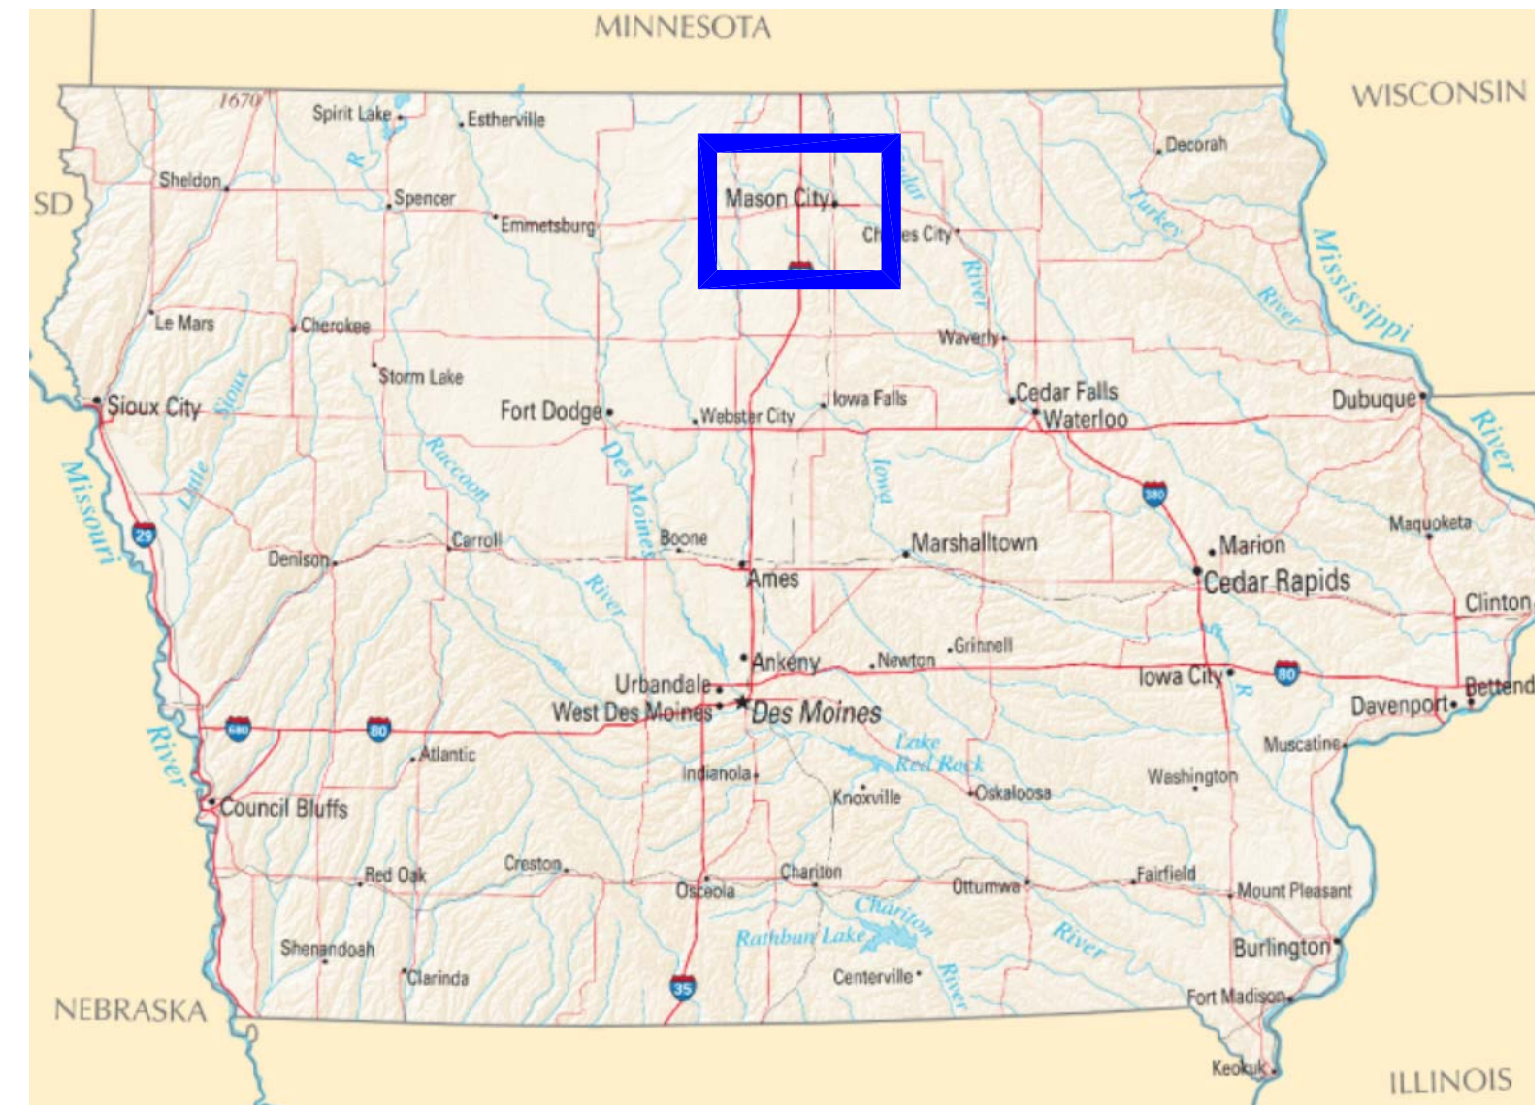 MINNESOTA
WISCONSIN
1670
Spirit Lake
Estherville
Decorah
R
Sheldon
SD
Spencer
Mason City
Cedar
Emmetsburg
Turkey
Mississippi
River
River
Le Mars
Cherokee
Waverly
Storm Lake
Sioux City
Sioux
Fort Dodge
Webster City
Iowa Falls
Cedar Falls
Waterloo
Dubuque
River
Missouri
Little
Raccoon
Des Moines
Iowa
380
29
Denison
Carroll
Boone
Ames
Marshalltown
Marion
Maquoketa
Cedar Rapids
River
Clinton
Ankeny
Newton
Grinnell
Iowa City
80
R
Bettend
Urbandale
West Des Moines
Des Moines
Davenport
River
680
80
Atlantic
Lake
Red Rock
Muscatine
Indianola
Knoxville
Oskaloosa
Washington
Council Bluffs
Red Oak
Creston
Osceola
Chariton
Ottumwa
Fairfield
Mount Pleasant
Chariton
Rathbun Lake
River
Burlington
Shenandoah
Clarinda
35
Centerville
River
Fort Madison
NEBRASKA
Keokuk
ILLINOIS